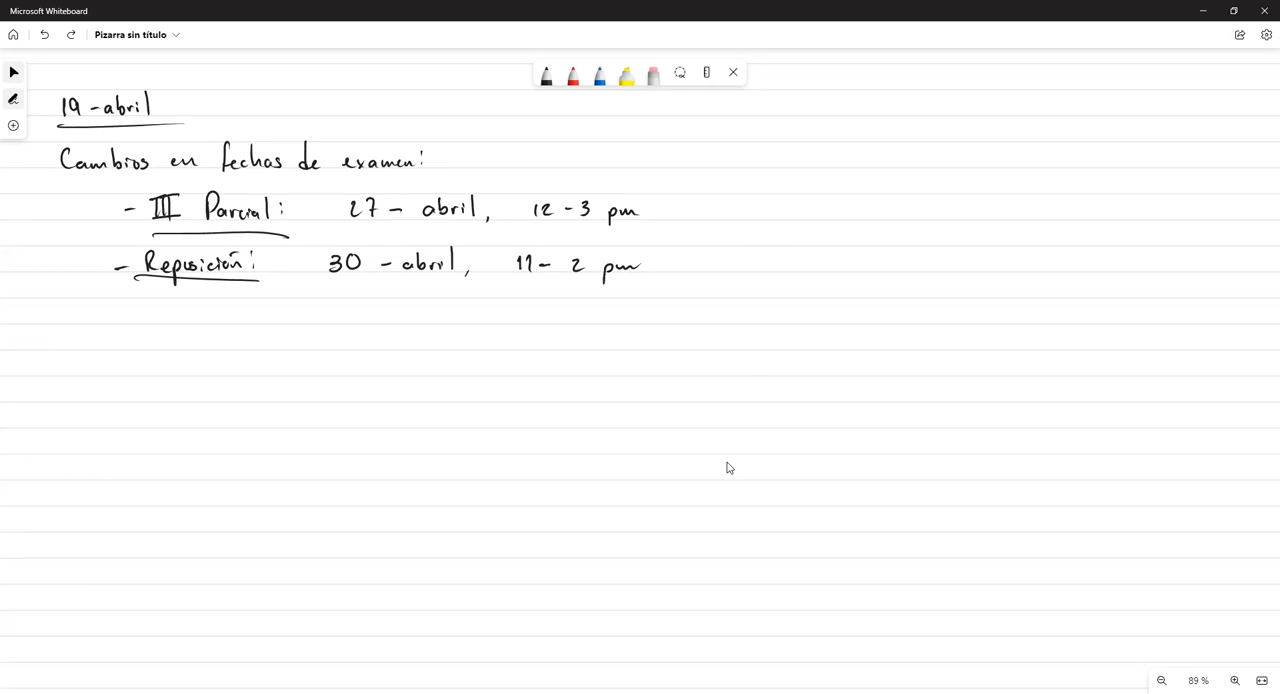 Microsoft Whiteboard
Pizarra sin título
19 - abril
Cambios en fechas de examen:
- III Parcial: 27 - abril, 12 - 3 pm
- Reposición: 30 - abril, 11 - 2 pm
89 %